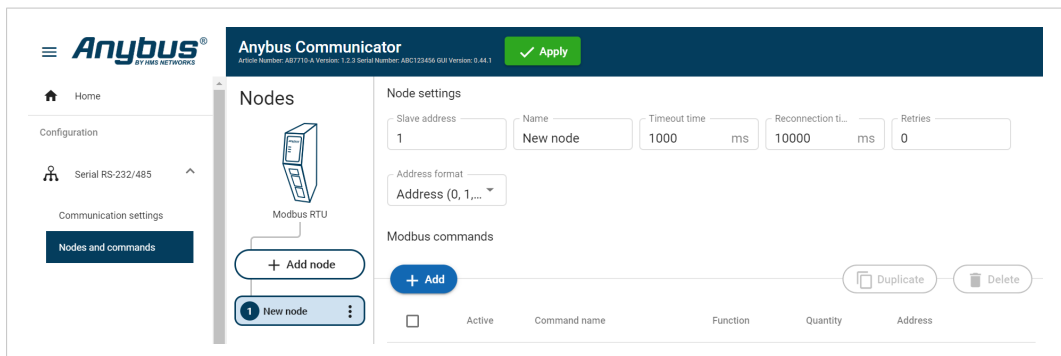 Anybus®
BY HMS NETWORKS
Anybus Communicator
Article Number: AB7710-A Version: 1.2.3 Serial Number: ABC123456 GUI Version: 0.44.1
Apply
Home
Configuration
Serial RS-232/485
Communication settings
Nodes and commands
Nodes
Modbus RTU
+ Add node
1 New node
Node settings
Slave address
1
Name
New node
Timeout time
1000 ms
Reconnection ti...
10000 ms
Retries
0
Address format
Address (0, 1,...
Modbus commands
+ Add
Duplicate
Delete
Active Command name Function Quantity Address